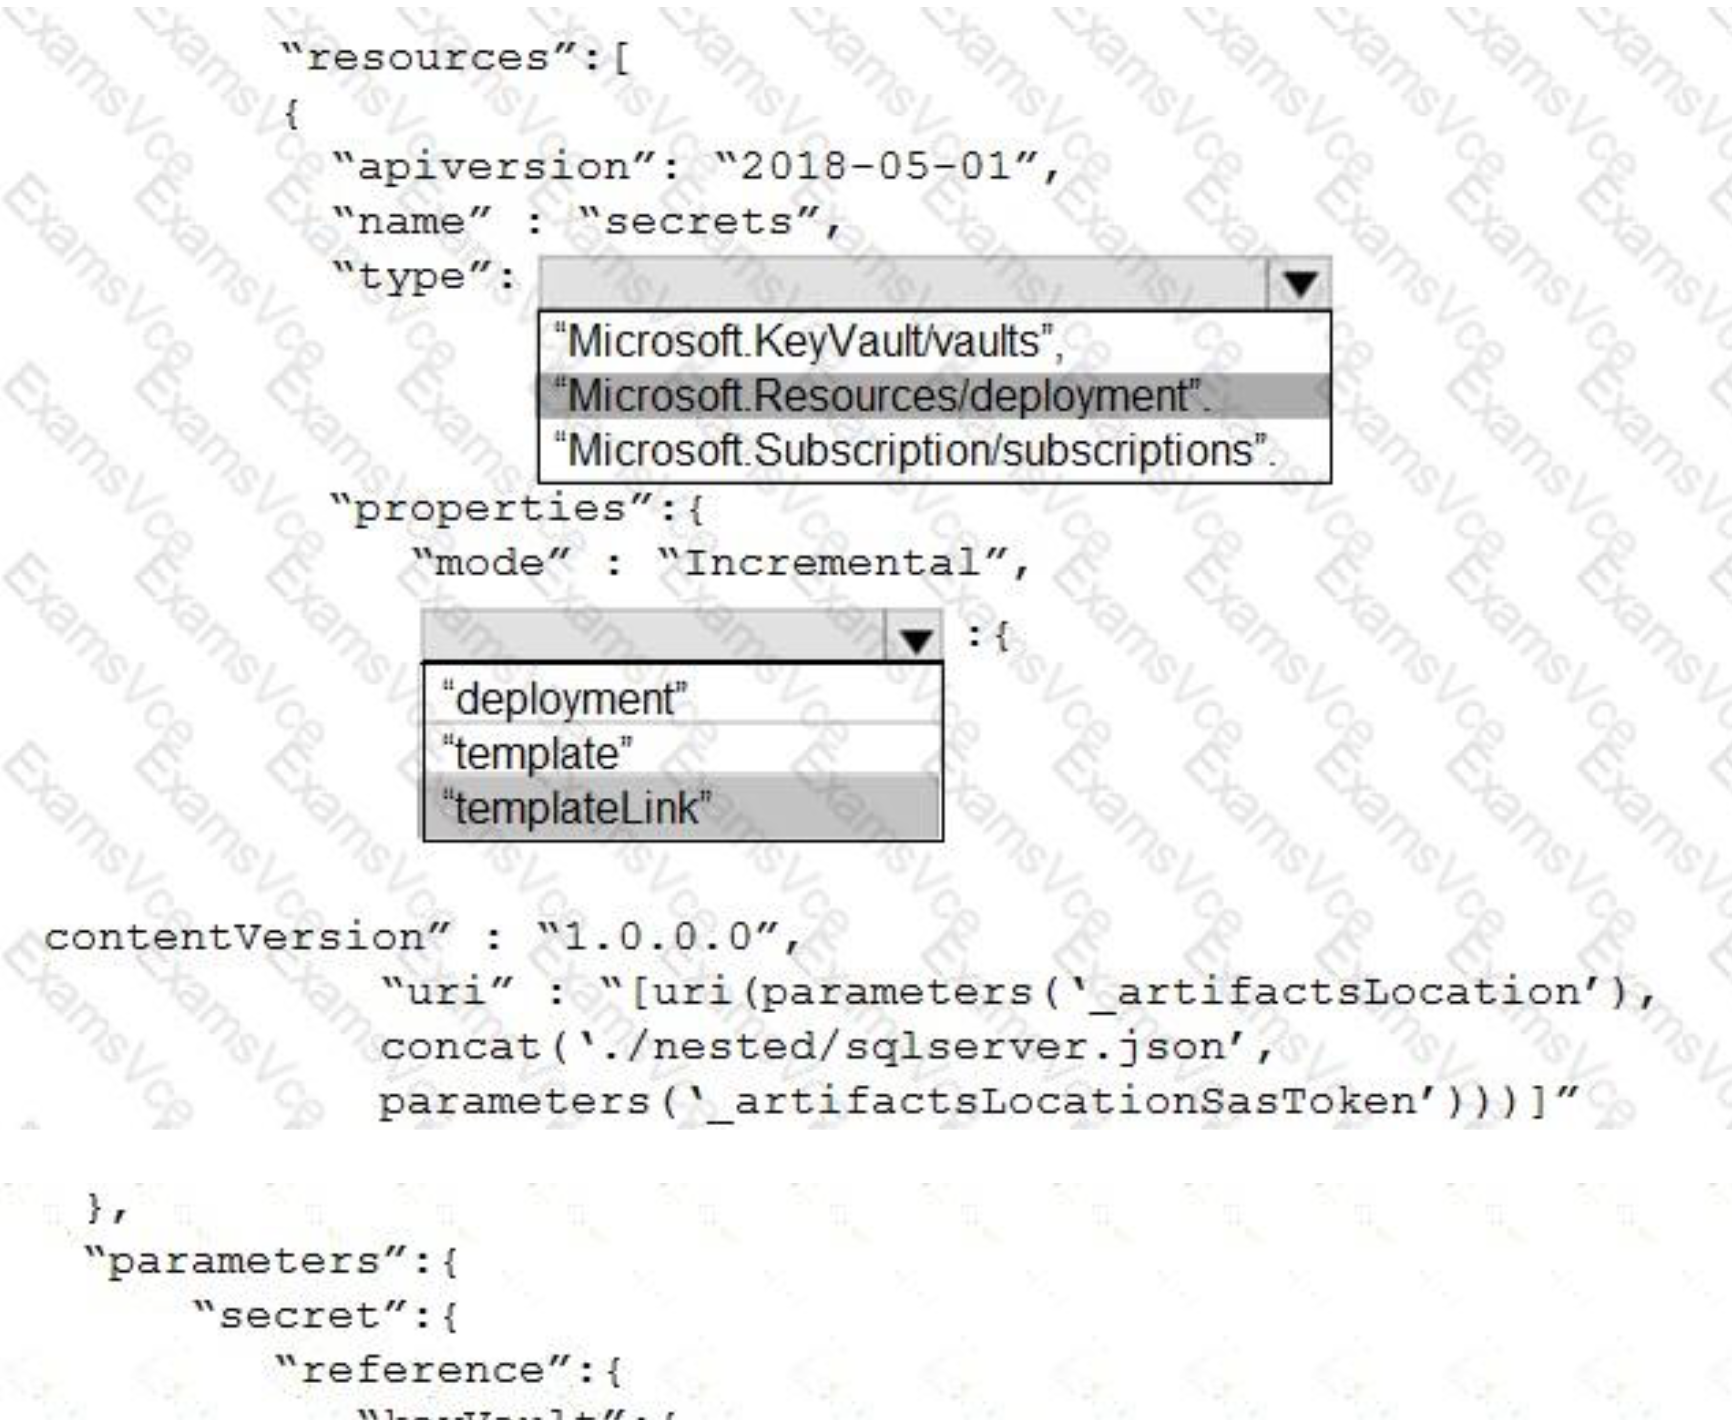 “resources”:[
{
“apiversion”: “2018-05-01”,
“name” : “secrets”,
“type”:
“Microsoft.KeyVault/vaults”,
“Microsoft.Resources/deployment”.
“Microsoft.Subscription/subscriptions”.
“properties”:{
“mode” : “Incremental”,
:{
“deployment”
“template”
“templateLink”
contentVersion” : “1.0.0.0”,
“uri” : “[uri(parameters(‘_artifactsLocation’),
concat(‘./nested/sqlserver.json’,
parameters(‘_artifactsLocationSasToken’)))]”
},
“parameters”:{
“secret”:{
“reference”:{
“keyVault”:{